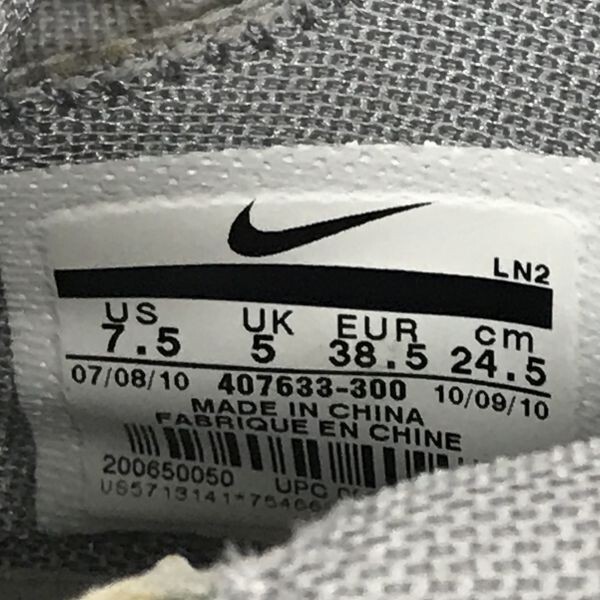 LN2
US UK EUR cm
7.5 5 38.5 24.5
07/08/10 407633-300 10/09/10
MADE IN CHINA
FABRIQUE EN CHINE
200650050 UPC